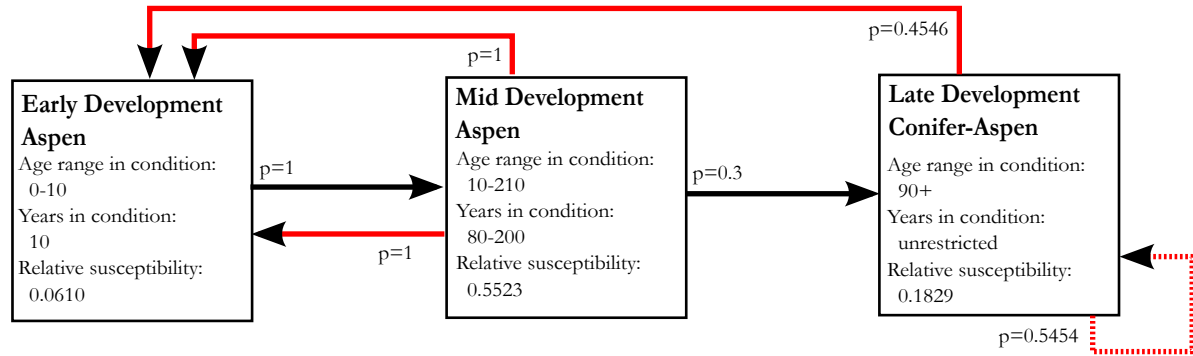 p=0.4546
p=1
Early Development
Aspen
Age range in condition:
0-10
Years in condition:
10
Relative susceptibility:
0.0610
p=1
p=1
Mid Development
Aspen
Age range in condition:
10-210
Years in condition:
80-200
Relative susceptibility:
0.5523
p=0.3
Late Development
Conifer-Aspen
Age range in condition:
90+
Years in condition:
unrestricted
Relative susceptibility:
0.1829
p=0.5454